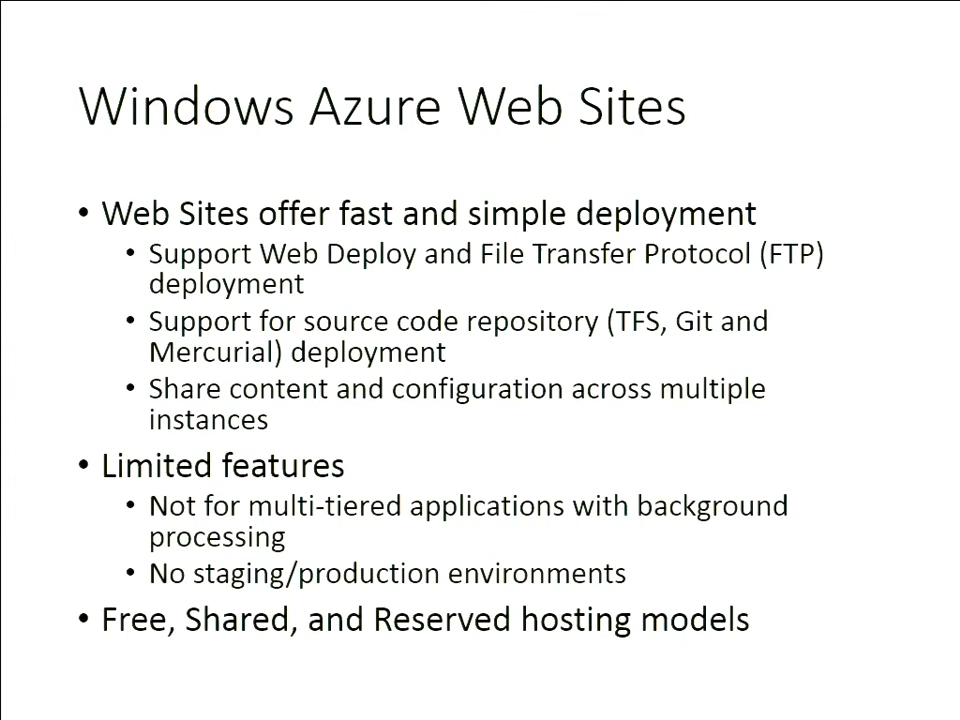 Windows Azure Web Sites
• Web Sites offer fast and simple deployment
• Support Web Deploy and File Transfer Protocol (FTP)
deployment
• Support for source code repository (TFS, Git and
Mercurial) deployment
• Share content and configuration across multiple
instances
• Limited features
• Not for multi-tiered applications with background
processing
• No staging/production environments
• Free, Shared, and Reserved hosting models